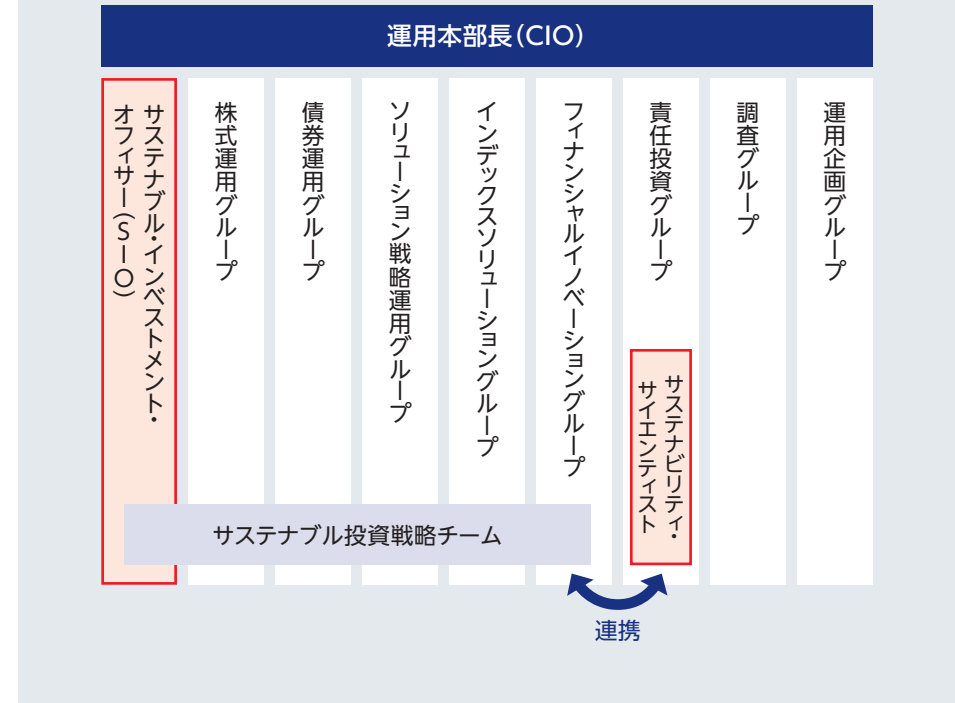 運用本部長（CIO）
サステナブル・インベストメント・
オフィサー（SIO）
株式運用グループ
債券運用グループ
ソリューション戦略運用グループ
インデックスソリューショングループ
フィナンシャルイノベーショングループ
責任投資グループ
サステナビリティ・
サイエンティスト
調査グループ
運用企画グループ
サステナブル投資戦略チーム
連携